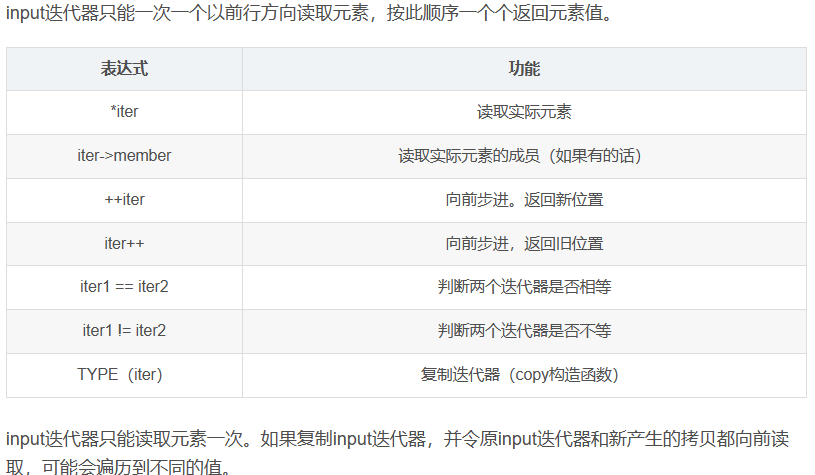 input迭代器只能一次一个以前行方向读取元素，按此顺序一个个返回元素值。
表达式 功能
*iter 读取实际元素
iter->member 读取实际元素的成员（如果有的话）
++iter 向前步进。返回新位置
iter++ 向前步进，返回旧位置
iter1 == iter2 判断两个迭代器是否相等
iter1 != iter2 判断两个迭代器是否不等
TYPE（iter） 复制迭代器（copy构造函数）
input迭代器只能读取元素一次。如果复制input迭代器，并令原input迭代器和新产生的拷贝都向前读
取，可能会遍历到不同的值。